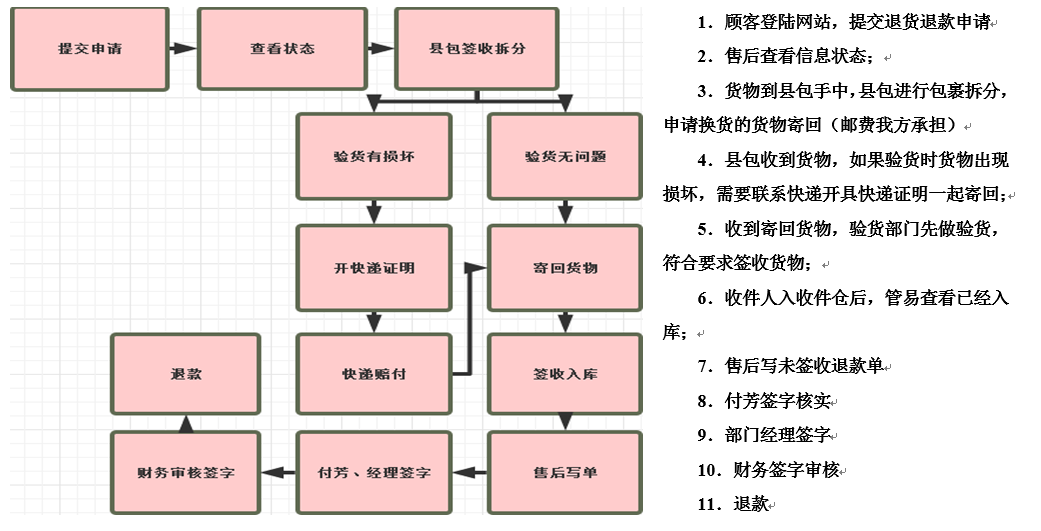 提交申请
查看状态
县包签收拆分
验货有损坏
验货无问题
开快递证明
寄回货物
退款
快递赔付
签收入库
财务审核签字
付芳、经理签字
售后写单
1．顾客登陆网站，提交退货退款申请
2．售后查看信息状态；
3．货物到县包手中，县包进行包裹拆分，
申请换货的货物寄回（邮费我方承担）
4．县包收到货物，如果验货时货物出现
损坏，需要联系快递开具快递证明一起寄回；
5．收到寄回货物，验货部门先做验货，
符合要求签收货物；
6．收件人入收件仓后，管易查看已经入
库；
7．售后写未签收退款单
8．付芳签字核实
9．部门经理签字
10．财务签字审核
11．退款